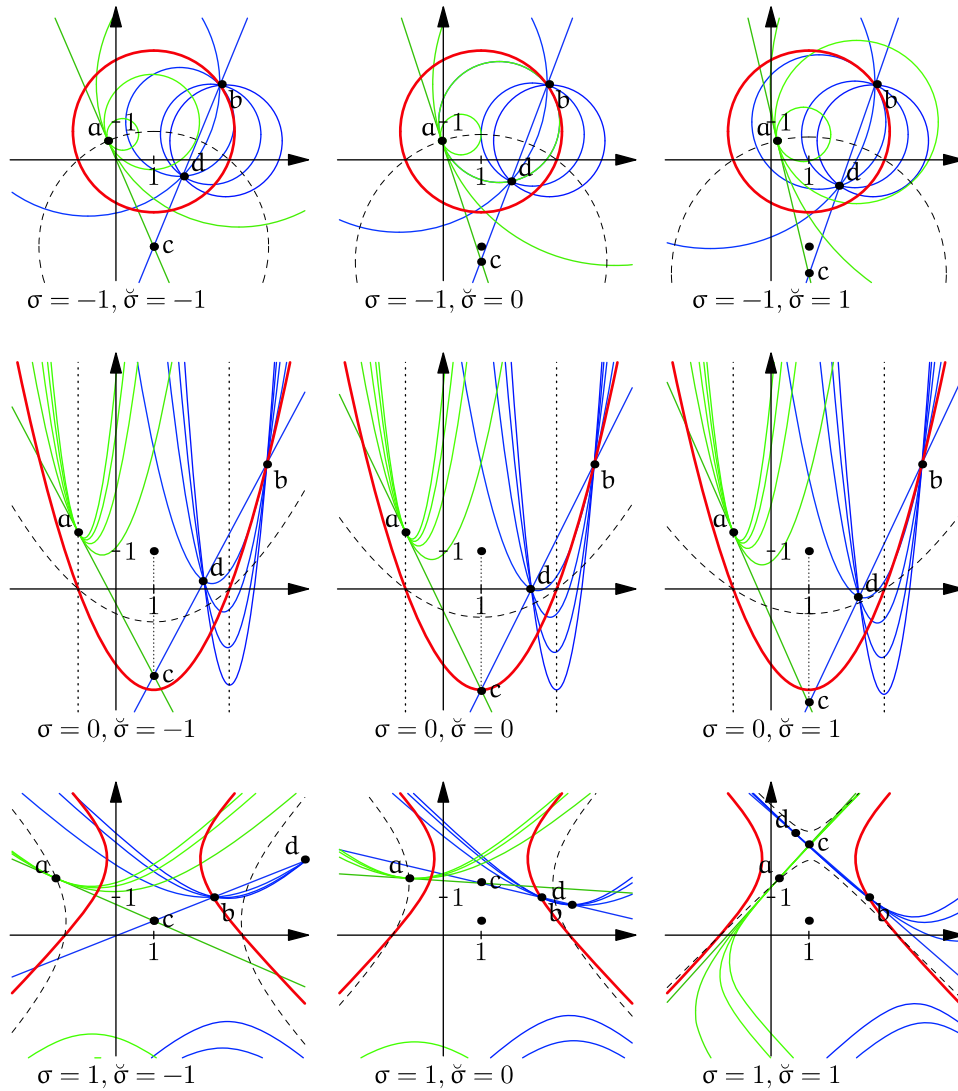 a 1 b d 1 c
σ = −1, σ̆ = −1
a 1 b d 1 c
σ = −1, σ̆ = 0
a 1 b d 1 c
σ = −1, σ̆ = 1
a 1 b d 1 c
σ = 0, σ̆ = −1
a 1 b d 1 c
σ = 0, σ̆ = 0
a 1 b d 1 c
σ = 0, σ̆ = 1
d a 1 b c 1
σ = 1, σ̆ = −1
a c d 1 b 1
σ = 1, σ̆ = 0
d c a 1 b 1
σ = 1, σ̆ = 1